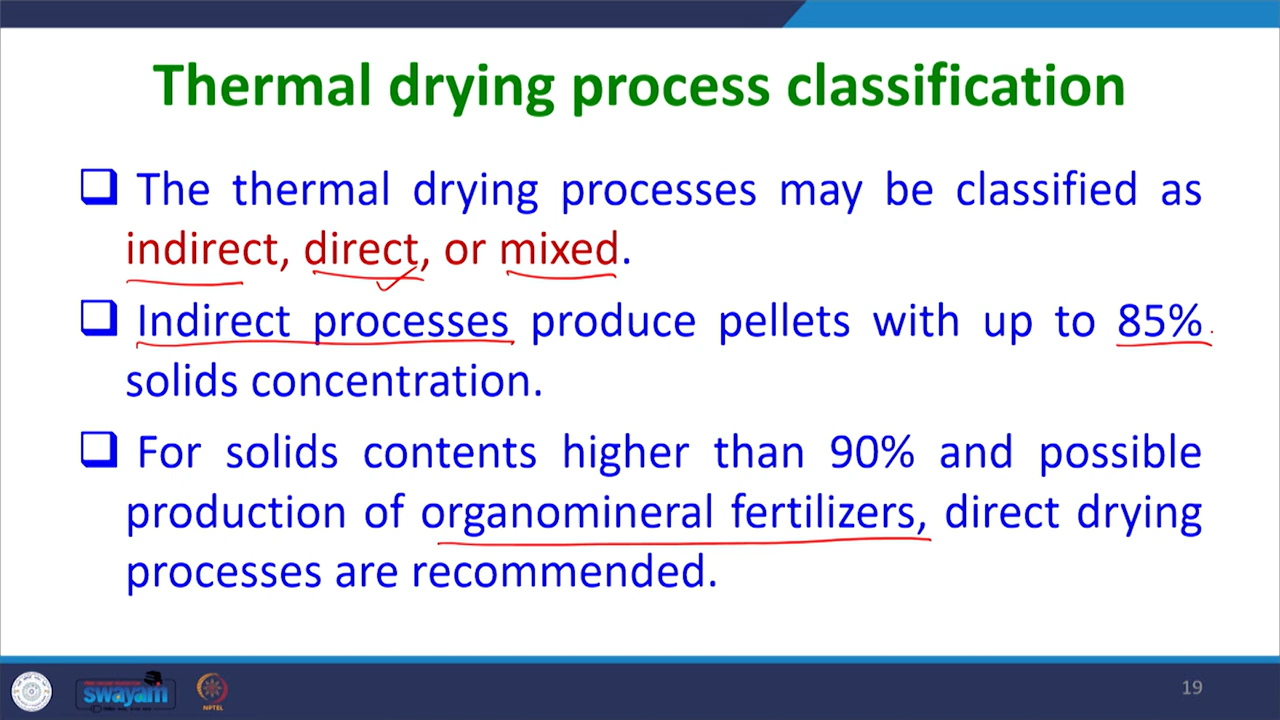 Thermal drying process classification
The thermal drying processes may be classified as
indirect, direct, or mixed.
Indirect processes produce pellets with up to 85%
solids concentration.
For solids contents higher than 90% and possible
production of organomineral fertilizers, direct drying
processes are recommended.
swayam
NPTEL
19